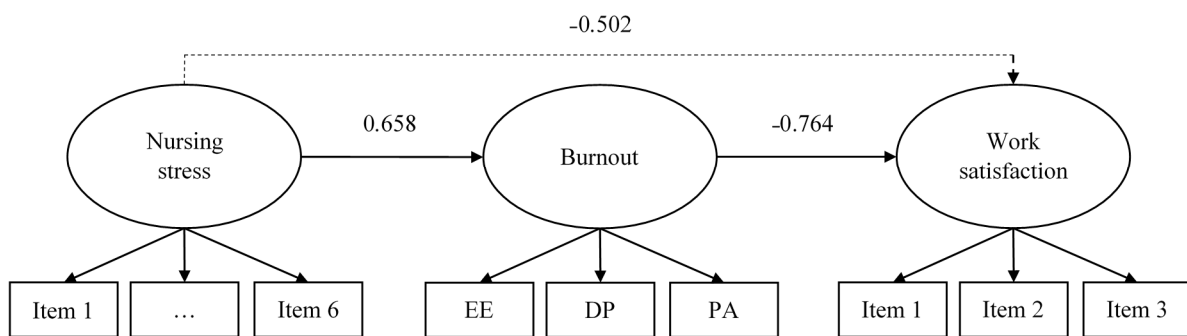 -0.502
0.658
-0.764
Nursing
stress
Burnout
Work
satisfaction
Item 1
…
Item 6
EE
DP
PA
Item 1
Item 2
Item 3